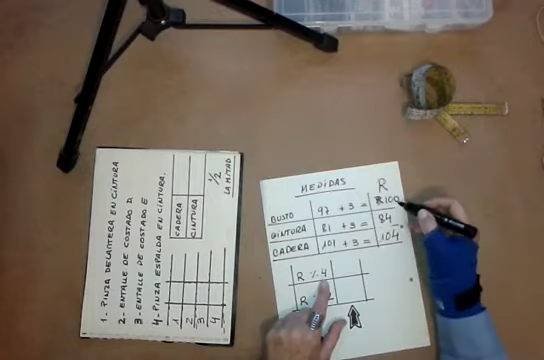 1 - PINZA DELANTERA EN CINTURA
2 - ENTALLE DE COSTADO D
3 - ENTALLE DE COSTADO E
4 - PINZA ESPALDA EN CINTURA.
CADERA
CINTURA
1/2
LA MITAD
1
2
3
4
MEDIDAS
R
BUSTO 97 + 3 = 100
CINTURA 81 + 3 = 84
CADERA 101 + 3 = 104
R % 4
R